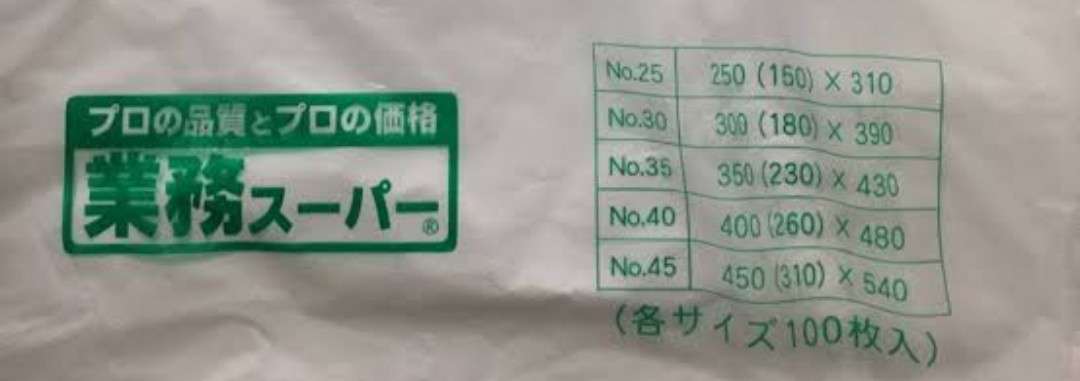 プロの品質とプロの価格
業務スーパー®
No.25 250 (160) × 310
No.30 300 (180) × 390
No.35 350 (230) × 430
No.40 400 (260) × 480
No.45 450 (310) × 540
(各サイズ100枚入)